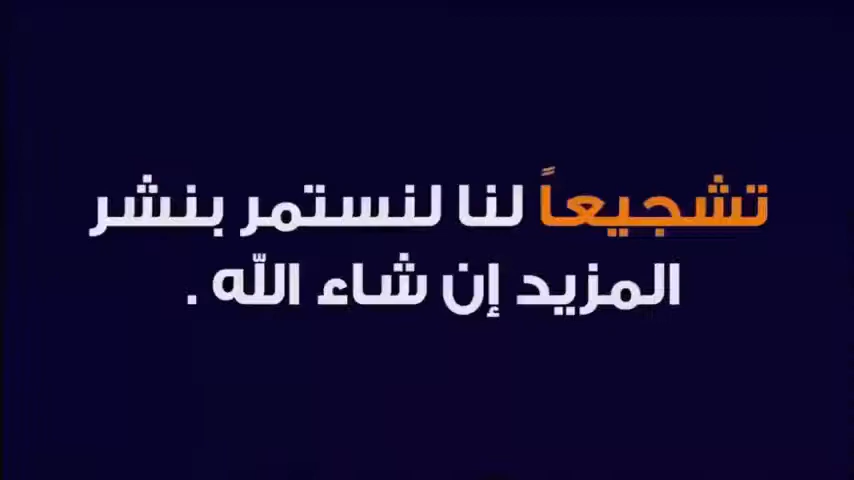 تشجيعاً لنا لنستمر بنشر
المزيد إن شاء الله .